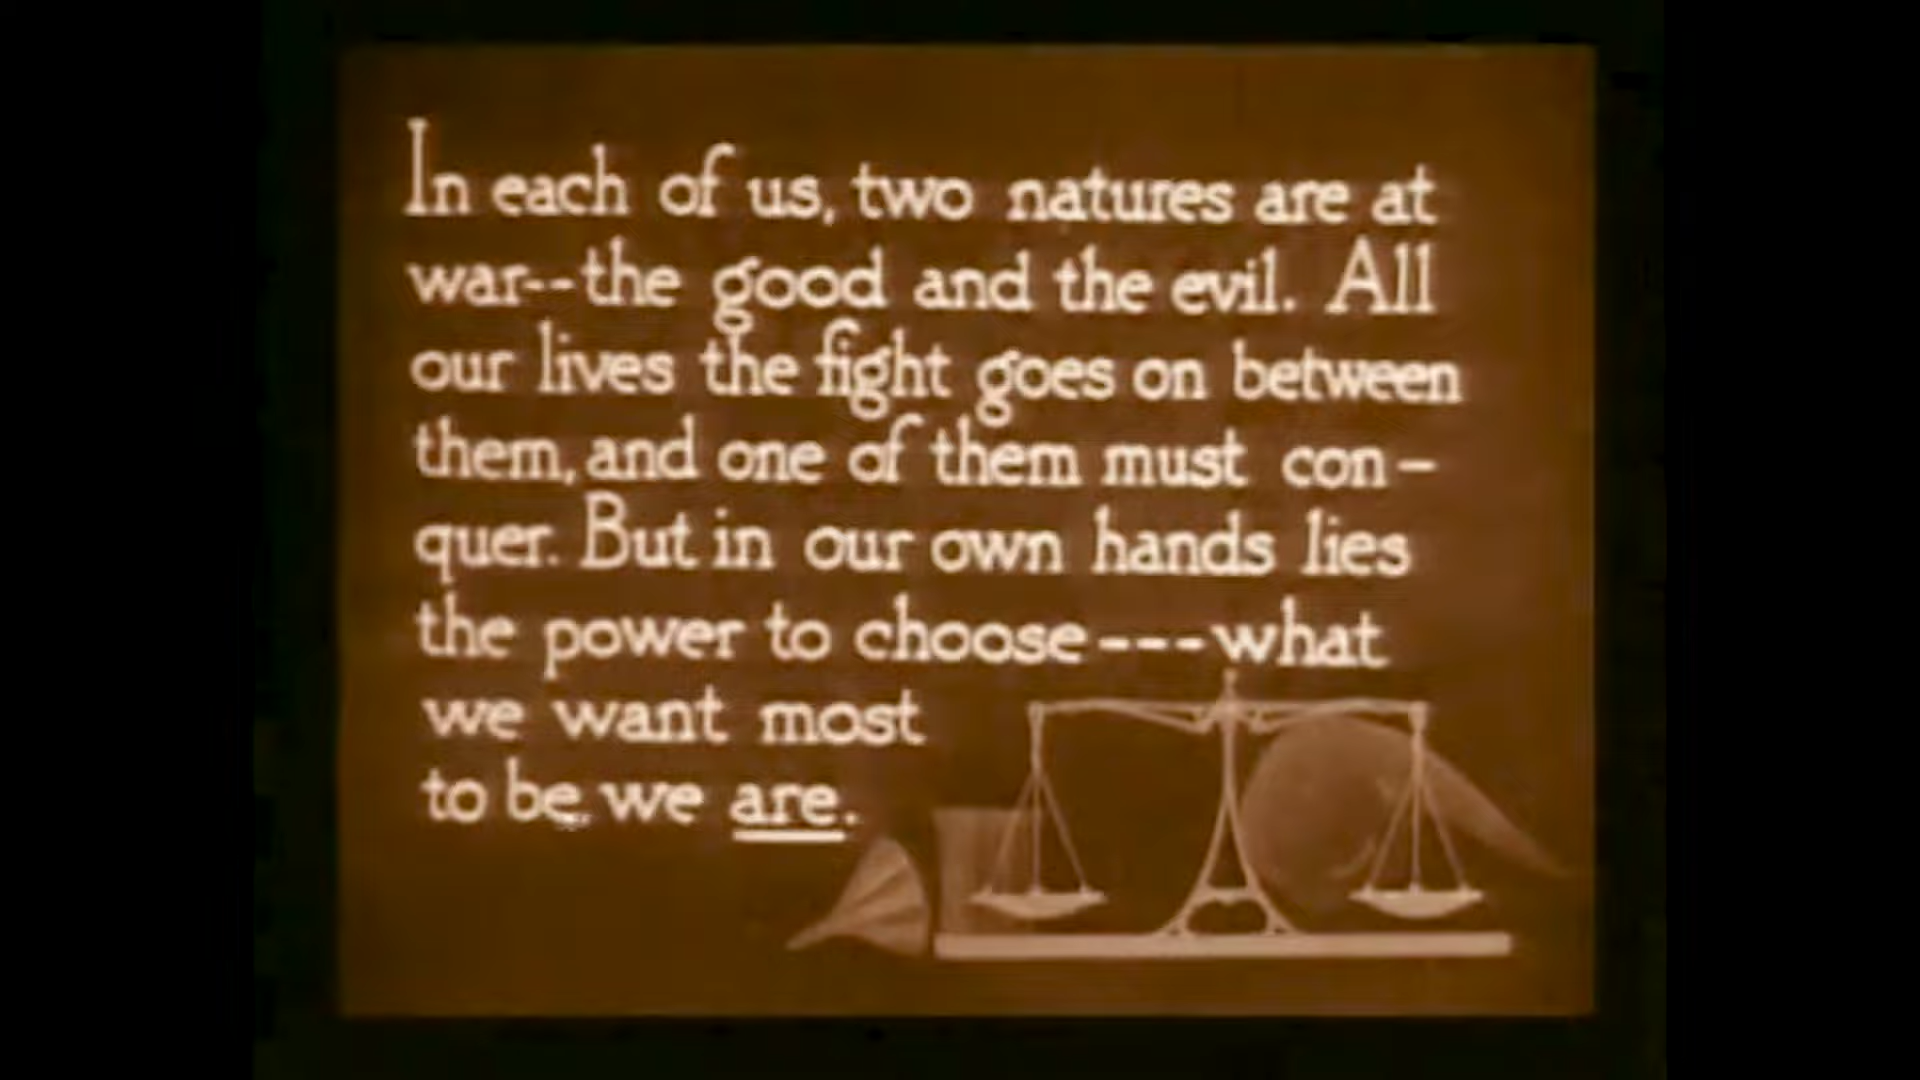 In each of us, two natures are at
war--the good and the evil. All
our lives the fight goes on between
them, and one of them must con-
quer. But in our own hands lies
the power to choose---what
we want most
to be, we are.